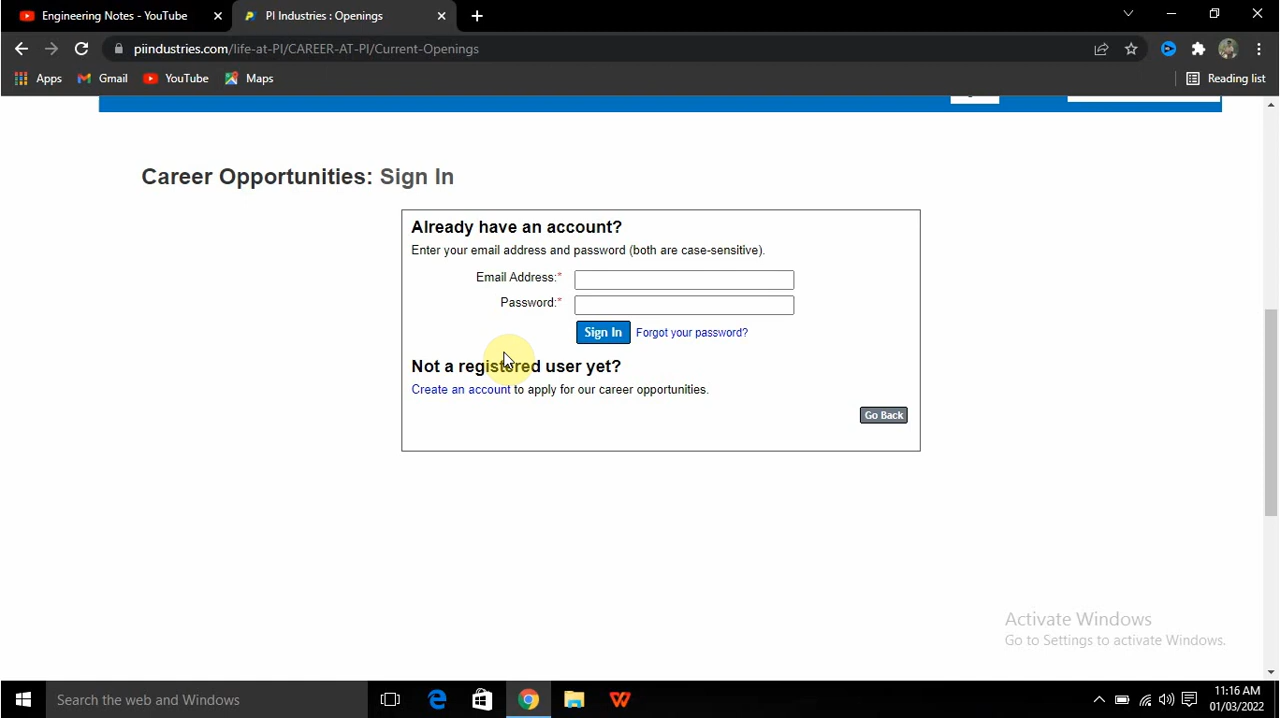 Engineering Notes - YouTube
PI Industries : Openings
piindustries.com/life-at-PI/CAREER-AT-PI/Current-Openings
Apps
Gmail
YouTube
Maps
Reading list
Career Opportunities: Sign In
Already have an account?
Enter your email address and password (both are case-sensitive).
Email Address:*
Password:*
Sign In
Forgot your password?
Not a registered user yet?
Create an account to apply for our career opportunities.
Go Back
Activate Windows
Go to Settings to activate Windows.
Search the web and Windows
11:16 AM
01/03/2022